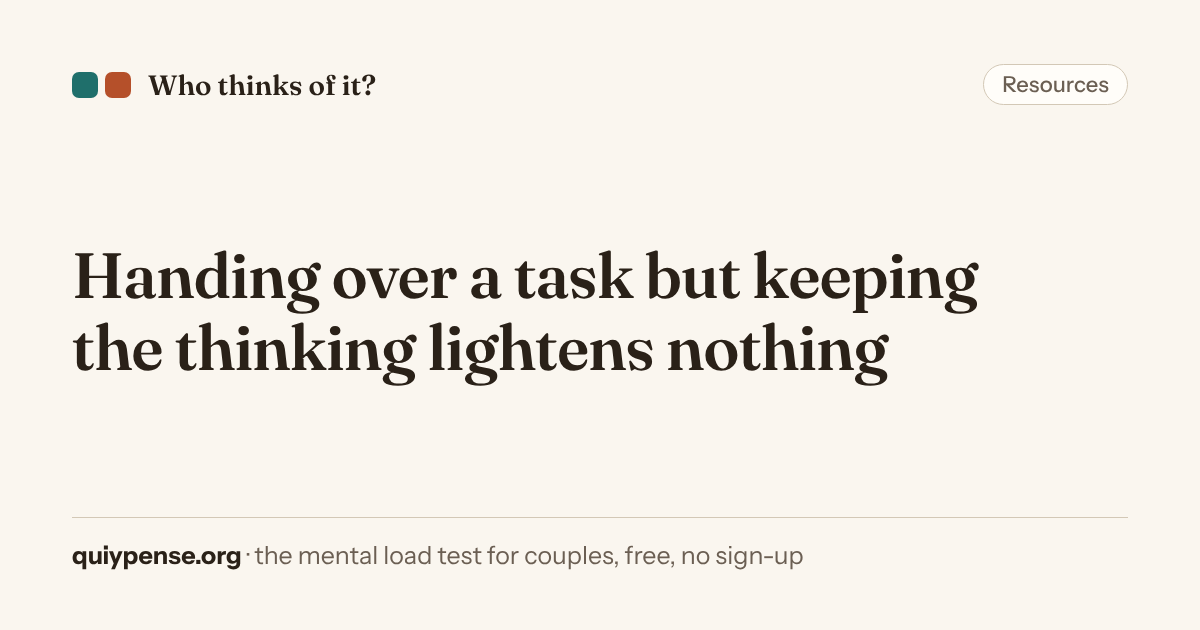 Who thinks of it?
Resources
Handing over a task but keeping
the thinking lightens nothing
quiypense.org · the mental load test for couples, free, no sign-up